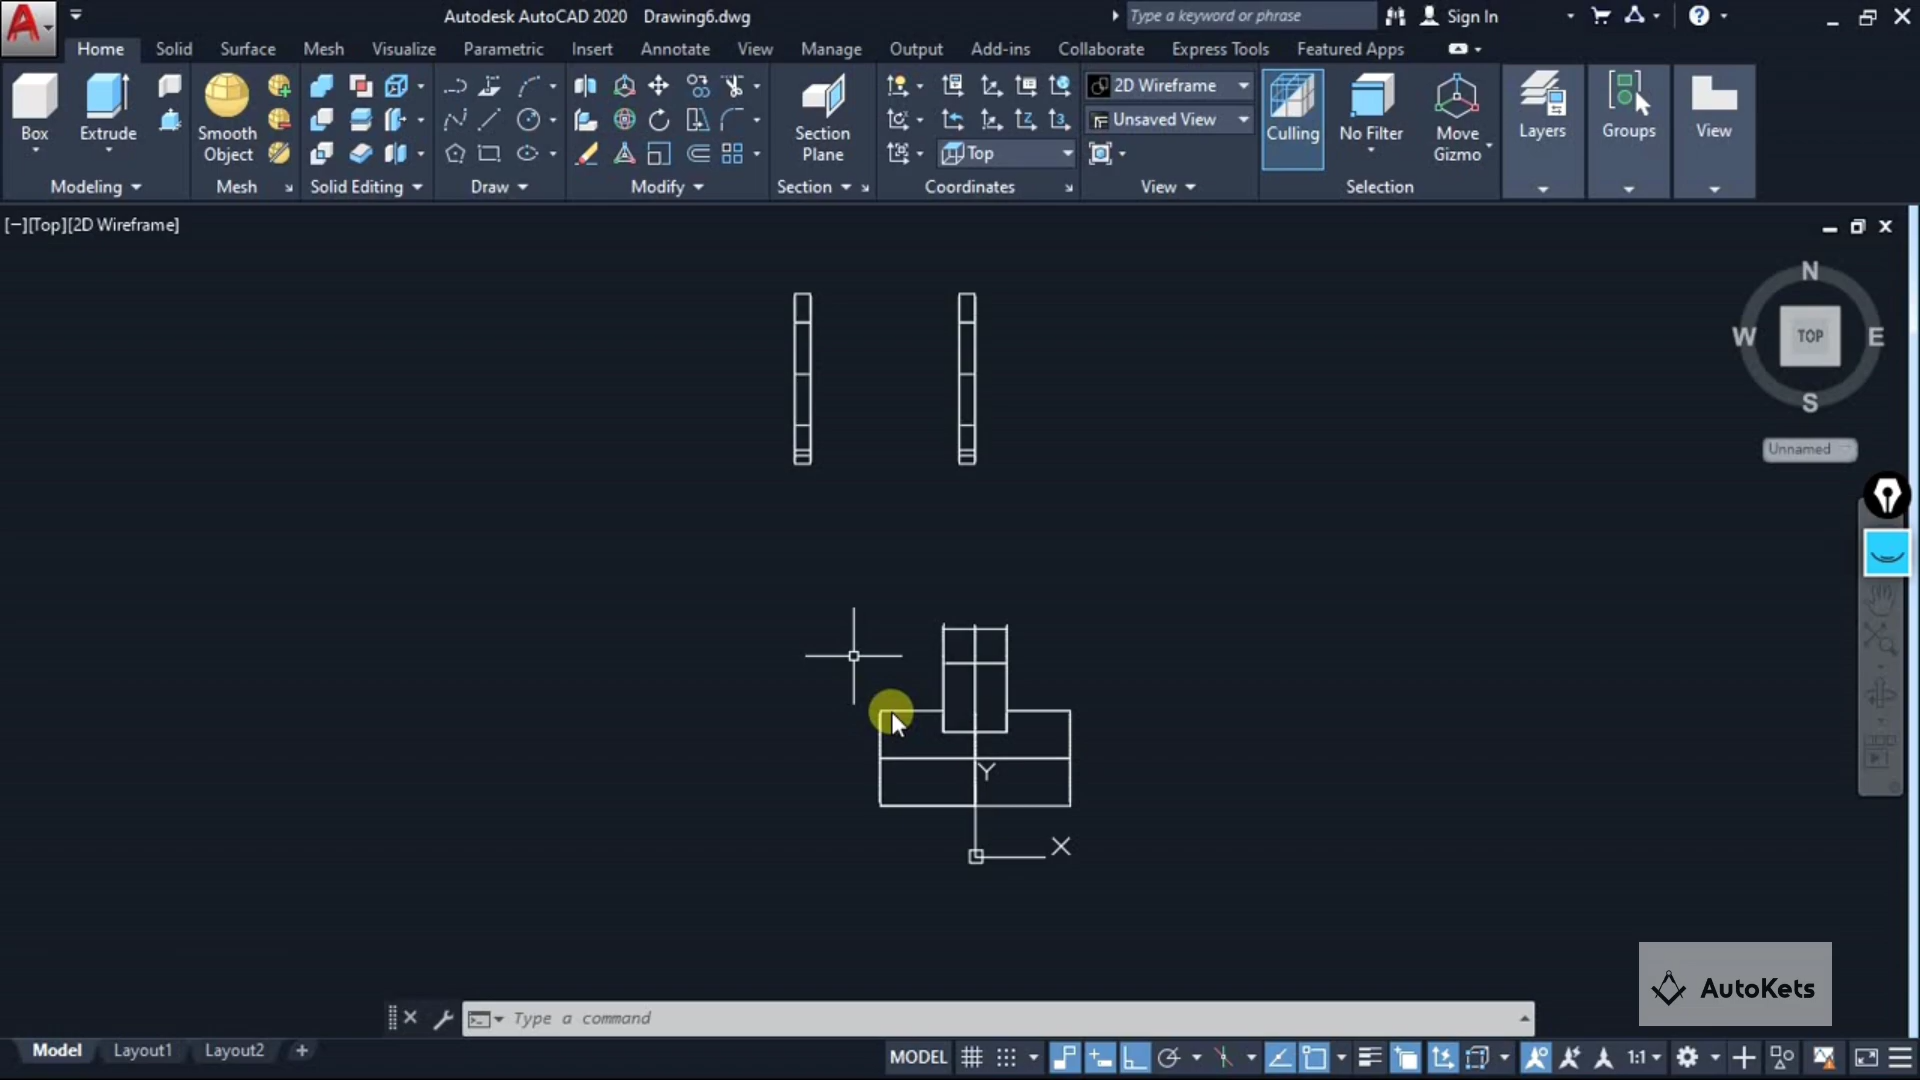 Autodesk AutoCAD 2020 Drawing6.dwg
Type a keyword or phrase
Sign In
Home Solid Surface Mesh Visualize Parametric Insert Annotate View Manage Output Add-ins Collaborate Express Tools Featured Apps
Box
Extrude
Smooth
Object
Section
Plane
Top
2D Wireframe
Unsaved View
Culling
No Filter
Move
Gizmo
Layers
Groups
View
Modeling
Mesh
Solid Editing
Draw
Modify
Section
Coordinates
View
Selection
[−][Top][2D Wireframe]
N
W
TOP
E
S
Unnamed
Y
X
AutoKets
Type a command
Model Layout1 Layout2
MODEL
1:1